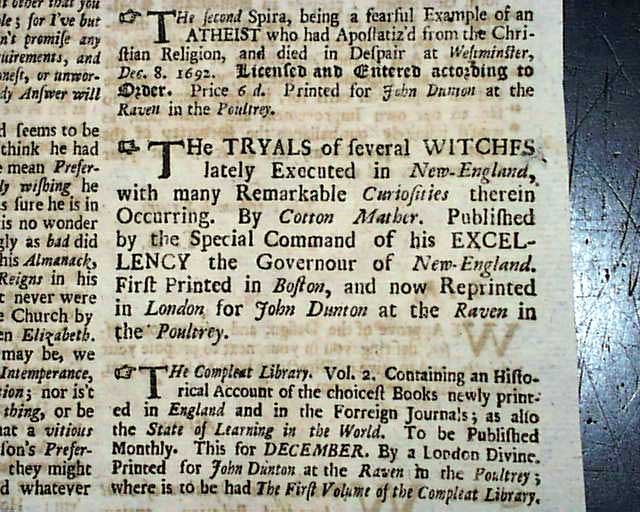 ut other that you
le; for I've but
n't promise any
quirements, and
onest, or unwor-
dy Answer will
d seems to be
think he had
e mean Prefer-
ly wishing he
s sure he is in
is no wonder
gly as bad did
his Almanack,
Reigns in his
t never were
e Church by
en Elizabeth.
may be, we
Intemperance,
tion; nor is't
thing, or be
hat a vitious
son's Prefer-
they might
d whatever
☞ THe ſecond Spira, being a fearful Example of an
ATHEIST who had Apoſtatiz'd from the Chri-
ſtian Religion, and died in Deſpair at Weſtminſter,
Dec. 8. 1692. Licenſed and Entered according to
Order. Price 6 d. Printed for John Dunton at the
Raven in the Poultrey.
☞ THe TRYALS of ſeveral WITCHES
lately Executed in New-England,
with many Remarkable Curioſities therein
Occurring. By Cotton Mather. Publiſhed
by the Special Command of his EXCEL-
LENCY the Governour of New-England.
Firſt Printed in Boſton, and now Reprinted
in London for John Dunton at the Raven in
the Poultrey.
☞ THe Compleat Library. Vol. 2. Containing an Hiſto-
rical Account of the choiceſt Books newly print-
ed in England and in the Forreign Journals; as alſo
the State of Learning in the World. To be Publiſhed
Monthly. This for DECEMBER. By a London Divine.
Printed for John Dunton at the Raven in the Poultrey;
where is to be had The Firſt Volume of the Compleat Library.